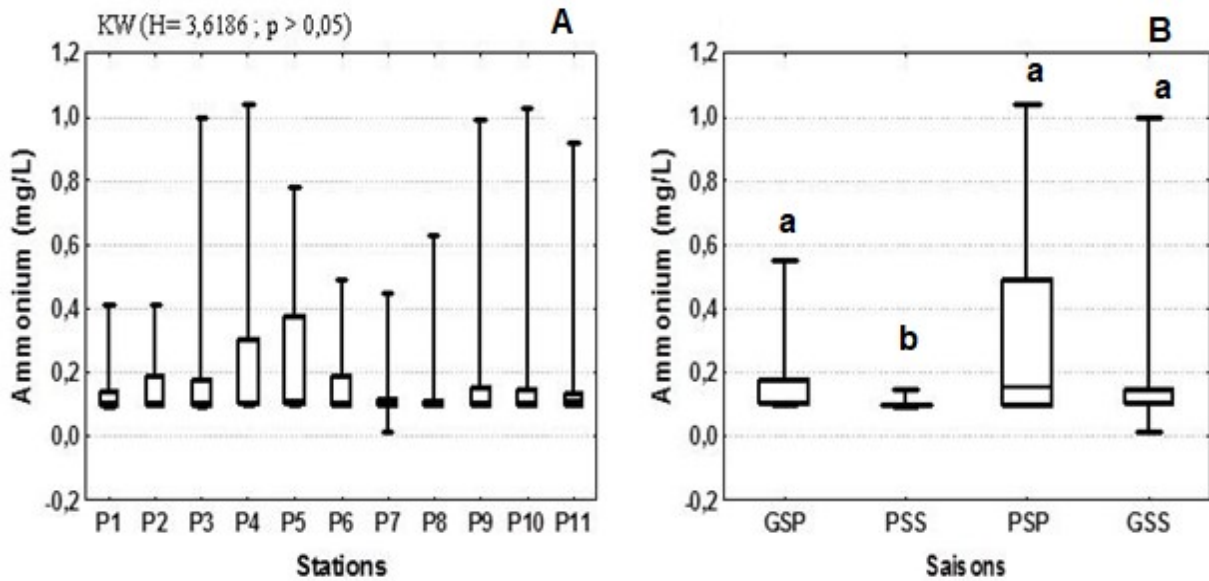 KW (H= 3,6186 ; p > 0,05)
A
Ammonium (mg/L)
1,2
1,0
0,8
0,6
0,4
0,2
0,0
-0,2
P1 P2 P3 P4 P5 P6 P7 P8 P9 P10 P11
Stations
B
Ammonium (mg/L)
1,2
1,0
0,8
0,6
0,4
0,2
0,0
-0,2
a
b
a
a
GSP PSS PSP GSS
Saisons